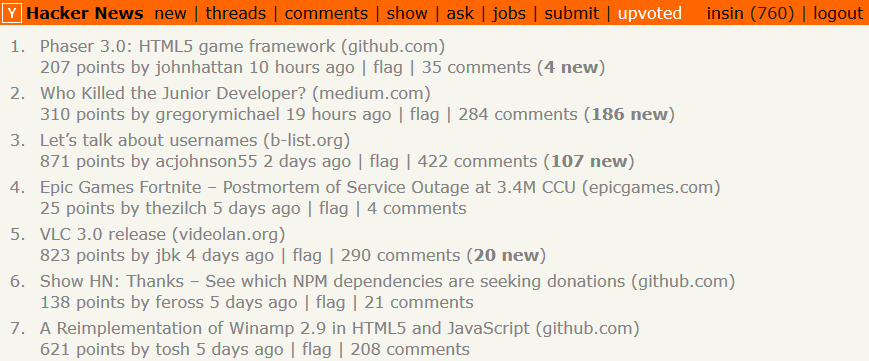 Y Hacker News new | threads | comments | show | ask | jobs | submit | upvoted insin (760) | logout
1. Phaser 3.0: HTML5 game framework (github.com)
207 points by johnhattan 10 hours ago | flag | 35 comments (4 new)
2. Who Killed the Junior Developer? (medium.com)
310 points by gregorymichael 19 hours ago | flag | 284 comments (186 new)
3. Let’s talk about usernames (b-list.org)
871 points by acjohnson55 2 days ago | flag | 422 comments (107 new)
4. Epic Games Fortnite – Postmortem of Service Outage at 3.4M CCU (epicgames.com)
25 points by thezilch 5 days ago | flag | 4 comments
5. VLC 3.0 release (videolan.org)
823 points by jbk 4 days ago | flag | 290 comments (20 new)
6. Show HN: Thanks – See which NPM dependencies are seeking donations (github.com)
138 points by feross 5 days ago | flag | 21 comments
7. A Reimplementation of Winamp 2.9 in HTML5 and JavaScript (github.com)
621 points by tosh 5 days ago | flag | 208 comments